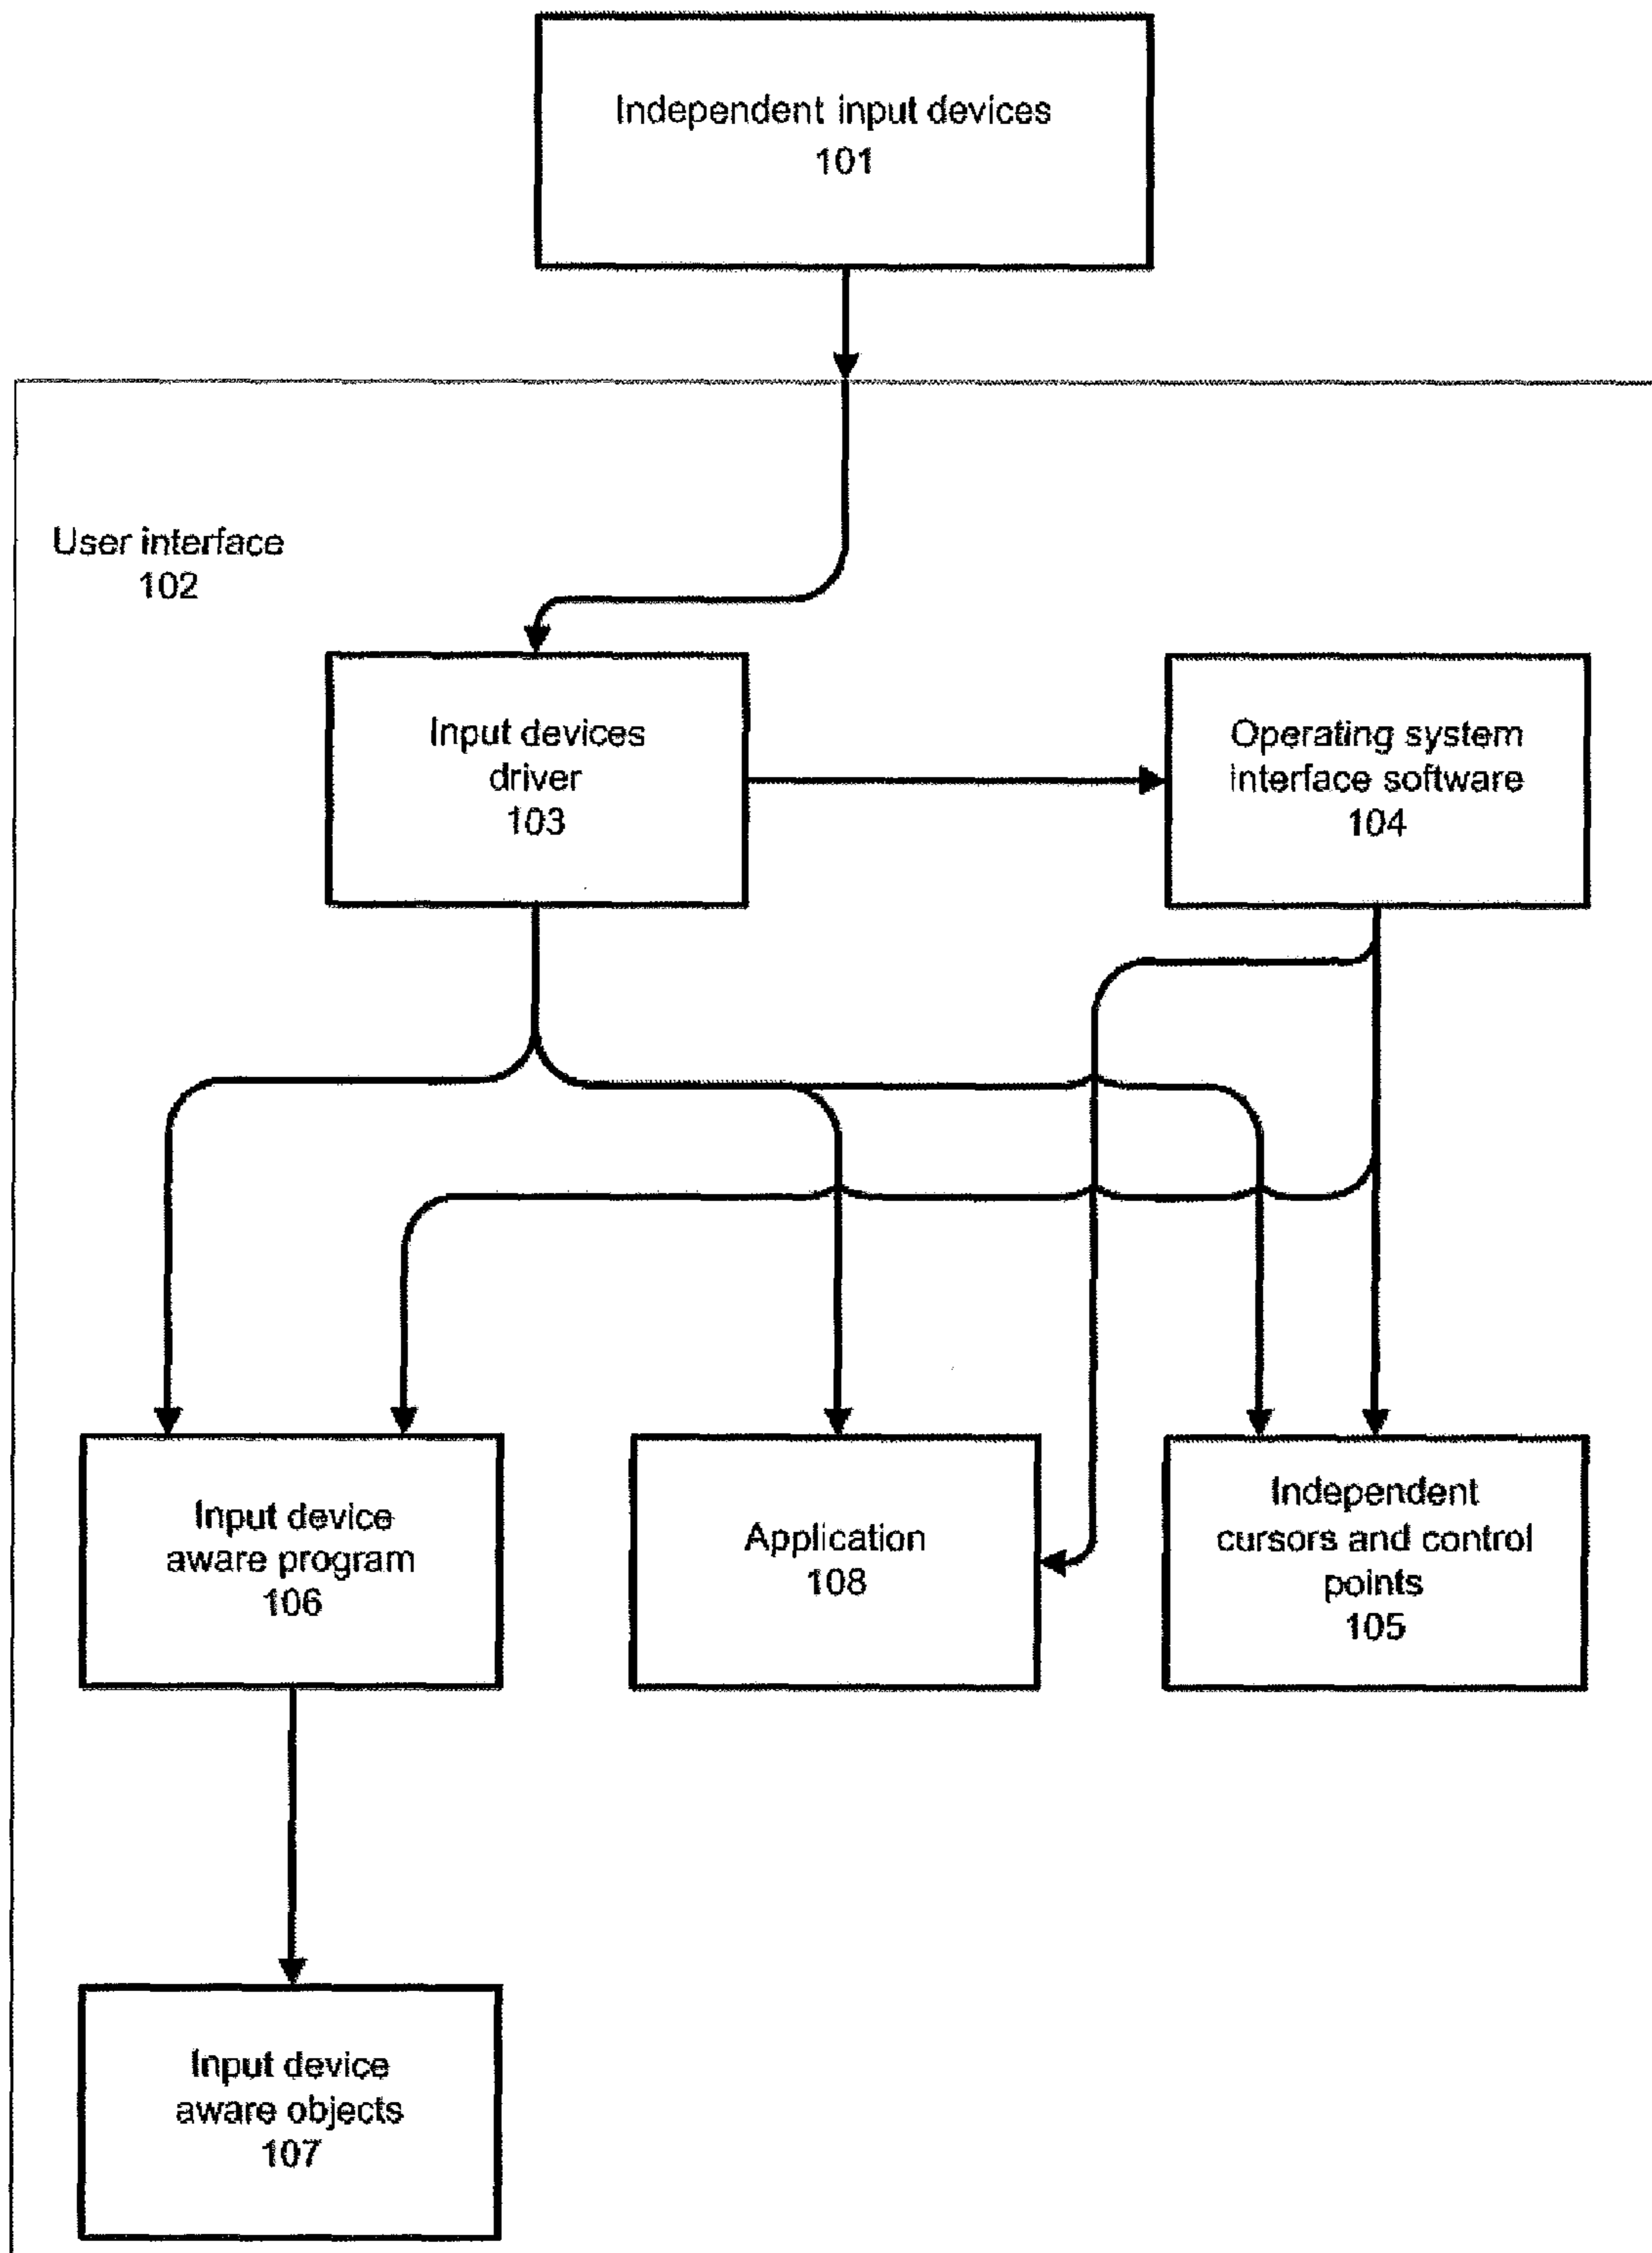 Independent input devices
101
User interface
102
Input devices
driver
103
Operating system
interface software
104
Input device
aware program
106
Application
108
Independent
cursors and control
points
105
Input device
aware objects
107